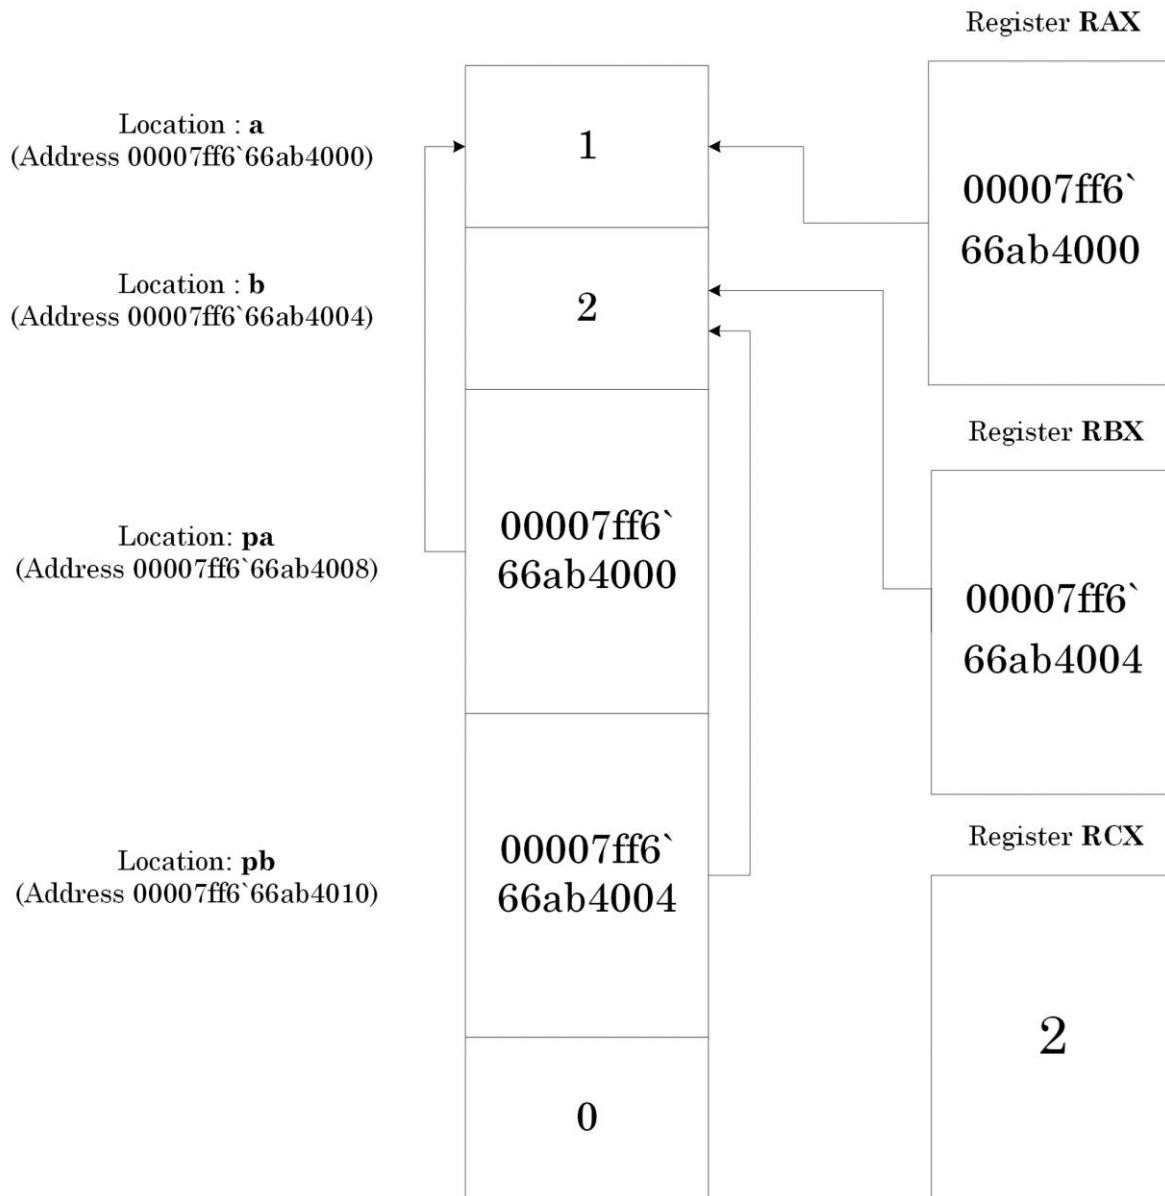 Register RAX
Location : a
(Address 00007ff6`66ab4000)
1
00007ff6`
66ab4000
Location : b
(Address 00007ff6`66ab4004)
2
Register RBX
Location: pa
(Address 00007ff6`66ab4008)
00007ff6`
66ab4000
00007ff6`
66ab4004
Location: pb
(Address 00007ff6`66ab4010)
00007ff6`
66ab4004
Register RCX
2
0